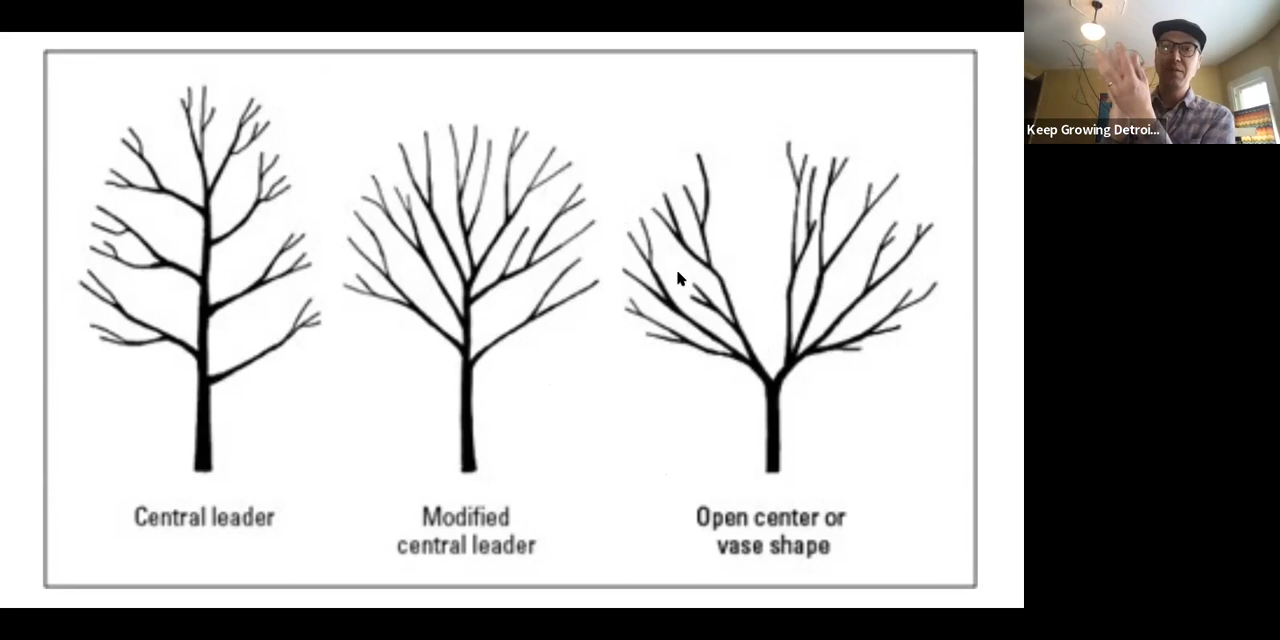 Keep Growing Detroi...
Central leader
Modified
central leader
Open center or
vase shape